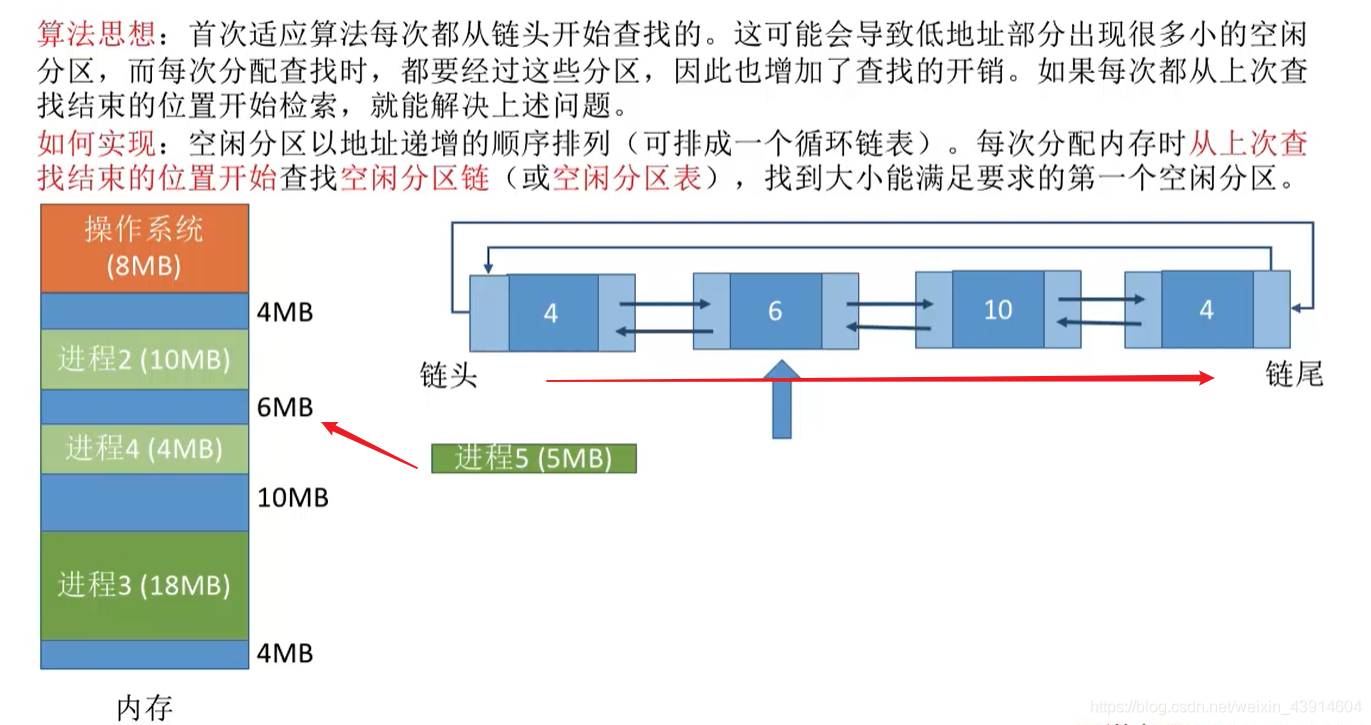 算法思想：首次适应算法每次都从链头开始查找的。这可能会导致低地址部分出现很多小的空闲
分区，而每次分配查找时，都要经过这些分区，因此也增加了查找的开销。如果每次都从上次查
找结束的位置开始检索，就能解决上述问题。
如何实现：空闲分区以地址递增的顺序排列（可排成一个循环链表）。每次分配内存时从上次查
找结束的位置开始查找空闲分区链（或空闲分区表），找到大小能满足要求的第一个空闲分区。
操作系统
(8MB)
4MB
进程2 (10MB)
6MB
进程4 (4MB)
10MB
进程3 (18MB)
4MB
内存
4
6
10
4
链头
链尾
进程5 (5MB)
https://blog.csdn.net/weixin_43914604